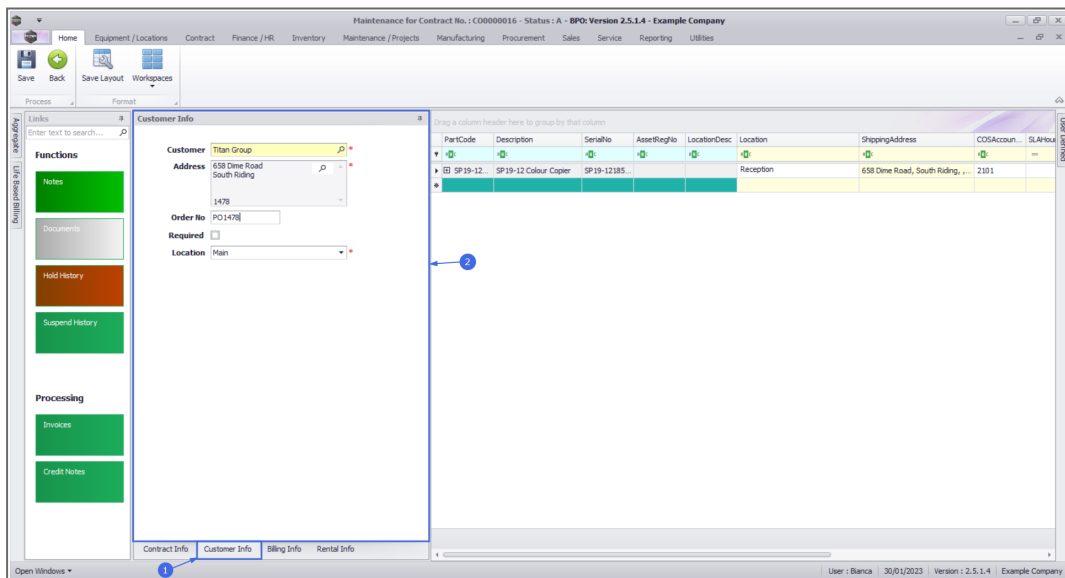 Maintenance for Contract No. : CO0000016 - Status : A - BPO: Version 2.5.1.4 - Example Company
Home Equipment / Locations Contract Finance / HR Inventory Maintenance / Projects Manufacturing Procurement Sales Service Reporting Utilities
Save Back Save Layout Workspaces
Process Format
Aggregate
Life Based Billing
Links
Enter text to search...
Functions
Notes
Documents
Hold History
Suspend History
Processing
Invoices
Credit Notes
Customer Info
Customer Titan Group *
Address 658 Dime Road *
South Riding
1478
Order No PO1478
Required
Location Main *
2
Contract Info Customer Info Billing Info Rental Info
1
Drag a column header here to group by that column
PartCode Description SerialNo AssetRegNo LocationDesc Location ShippingAddress COSAccoun... SLAHour
SP19-12... SP19-12 Colour Copier SP19-12185... Reception 658 Dime Road, South Riding, ,... 2101
User Defined
Open Windows User : Bianca 30/01/2023 Version : 2.5.1.4 Example Company